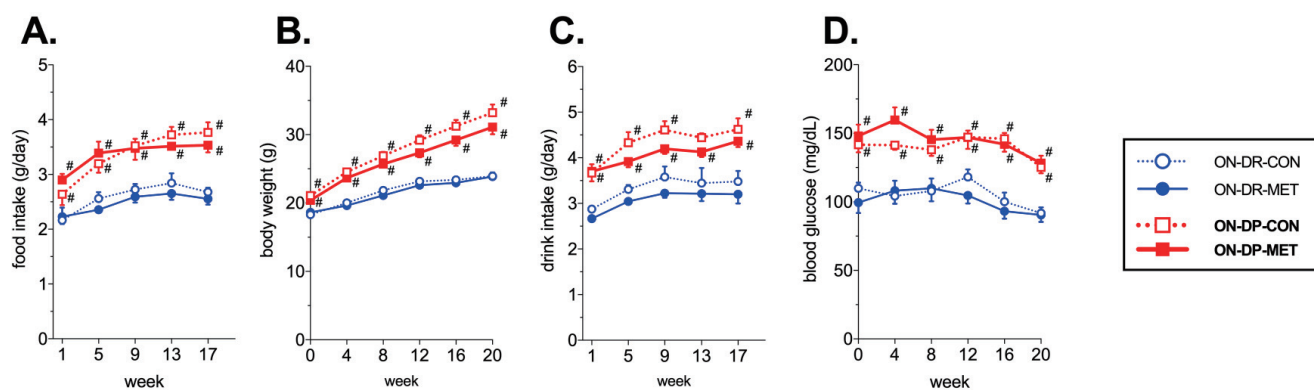 A.
food intake (g/day)
5
4
3
2
1
0
# # # # #
# # # # #
1 5 9 13 17
week
B.
body weight (g)
40
30
20
10
0
# # # # # #
# # # # # #
0 4 8 12 16 20
week
C.
drink intake (g/day)
6
5
4
3
2
1
0
# # # # #
# # # #
1 5 9 13 17
week
D.
blood glucose (mg/dL)
200
150
100
50
0
# # # # # #
# # # # #
0 4 8 12 16 20
week
ON-DR-CON
ON-DR-MET
ON-DP-CON
ON-DP-MET